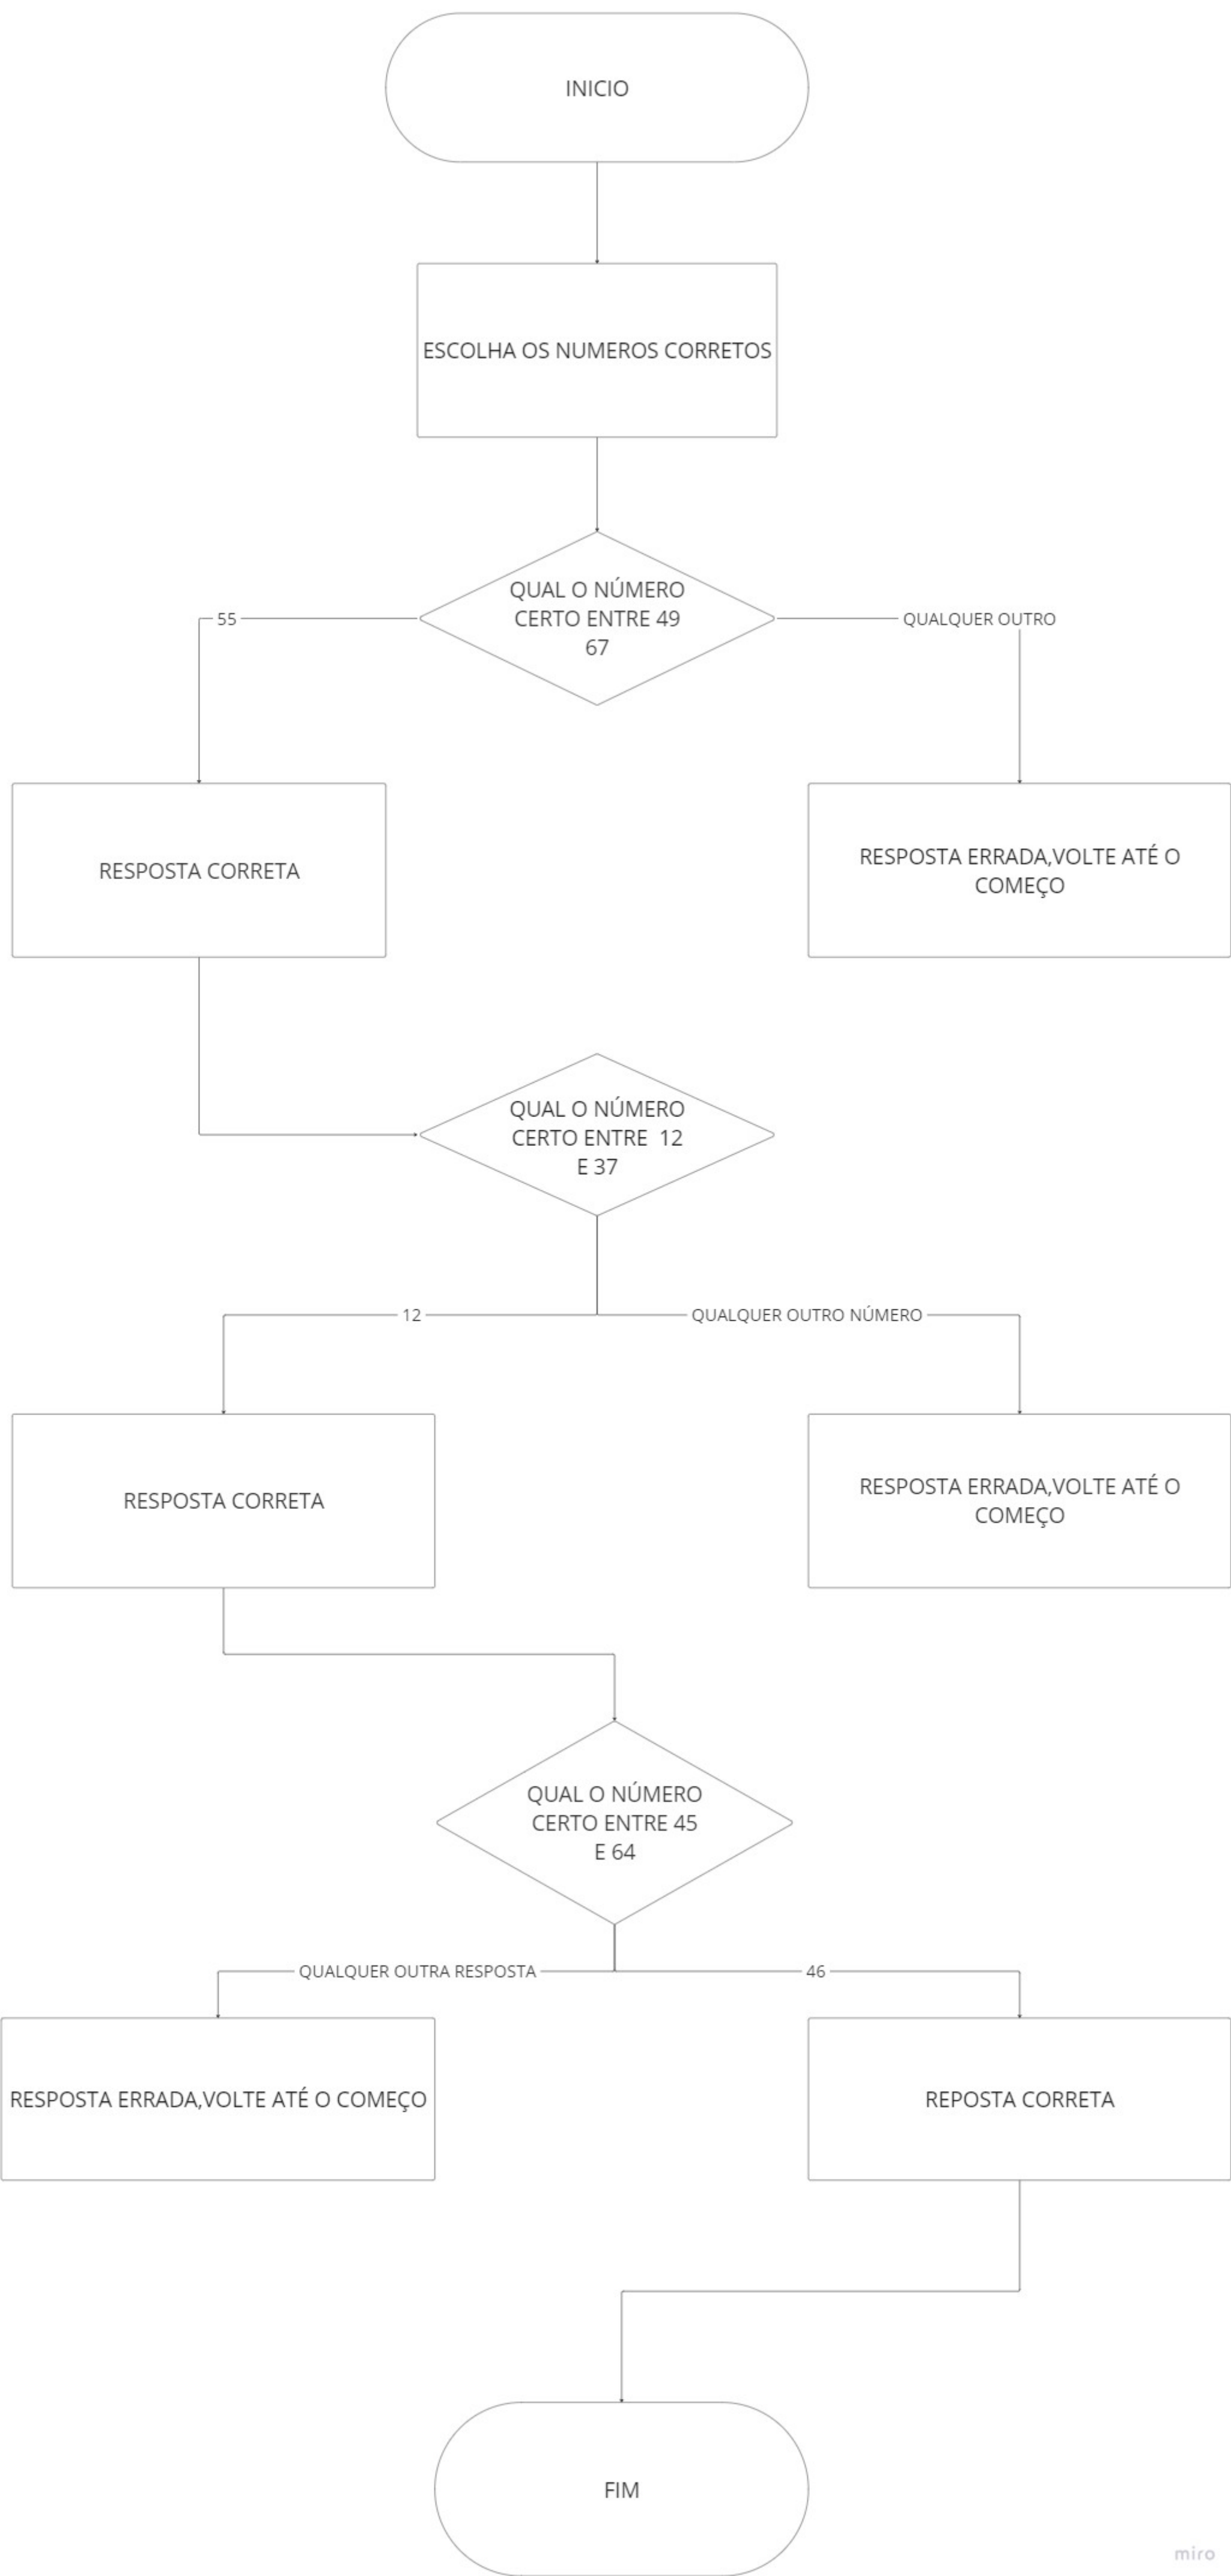 INICIO
ESCOLHA OS NUMEROS CORRETOS
QUAL O NÚMERO
CERTO ENTRE 49
67
55
QUALQUER OUTRO
RESPOSTA CORRETA
RESPOSTA ERRADA,VOLTE ATÉ O
COMEÇO
QUAL O NÚMERO
CERTO ENTRE  12
E 37
12
QUALQUER OUTRO NÚMERO
RESPOSTA CORRETA
RESPOSTA ERRADA,VOLTE ATÉ O
COMEÇO
QUAL O NÚMERO
CERTO ENTRE 45
E 64
QUALQUER OUTRA RESPOSTA
46
RESPOSTA ERRADA,VOLTE ATÉ O COMEÇO
REPOSTA CORRETA
FIM
miro